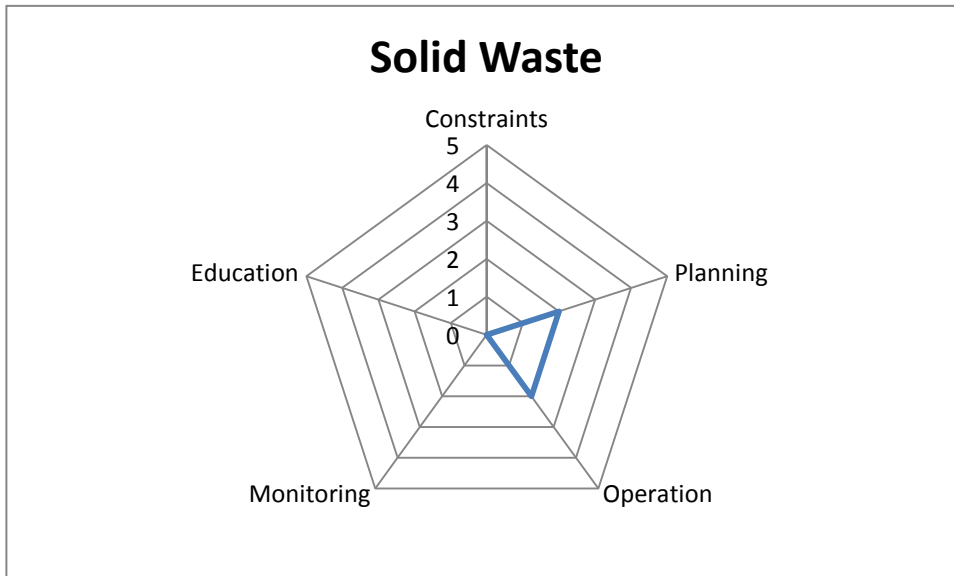 Solid Waste
Constraints
5
4
3
2
1
0
Education
Planning
Monitoring
Operation